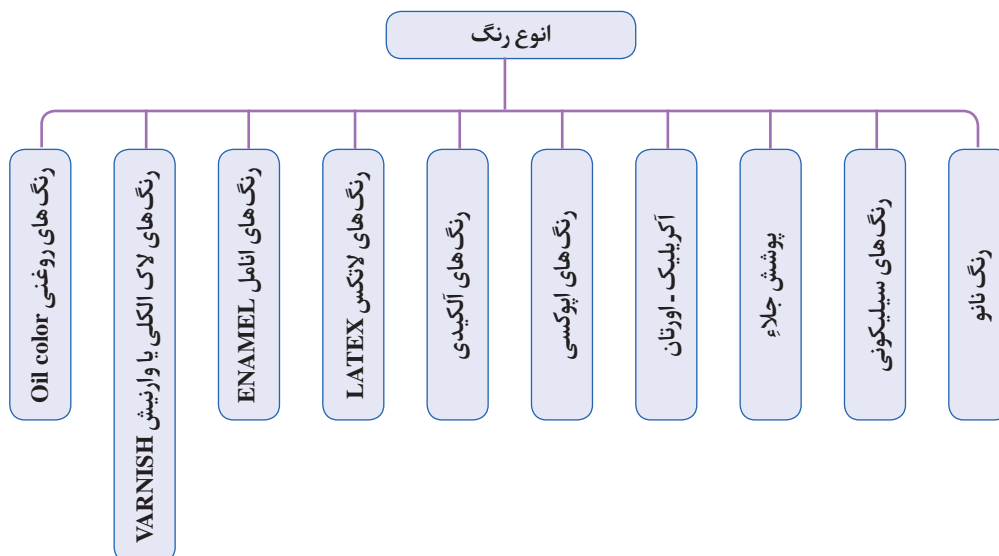 انوع رنگ
رنگ نانو
رنگ‌های سیلیکونی
پوشش جلاءِ
آکریلیک ـ اورتان
رنگ‌های اپوکسی
رنگ‌های آلکیدی
رنگ‌های لاتکس LATEX
رنگ‌های انامل ENAMEL
رنگ‌های لاک الکلی یا وارنیش VARNISH
رنگ‌های روغنی Oil color